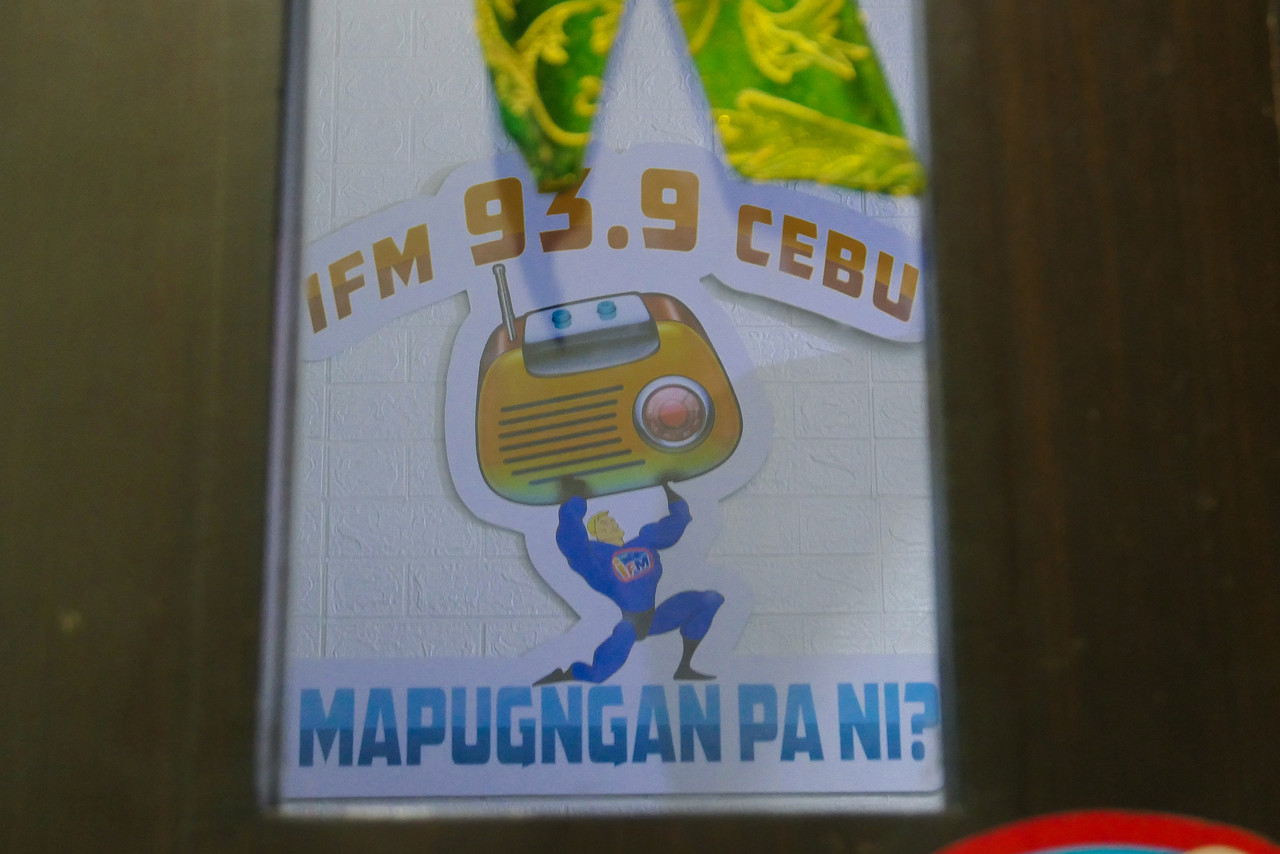 IFM 93.9 CEBU
iFM
MAPUGNGAN PA NI?